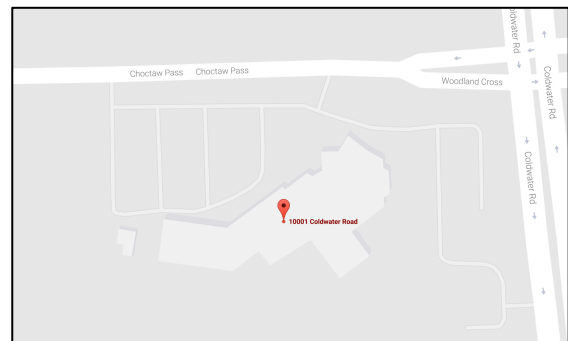 Coldwater Rd
Choctaw Pass
Choctaw Pass
Woodland Cross
Coldwater Rd
Coldwater Rd
10001 Coldwater Road